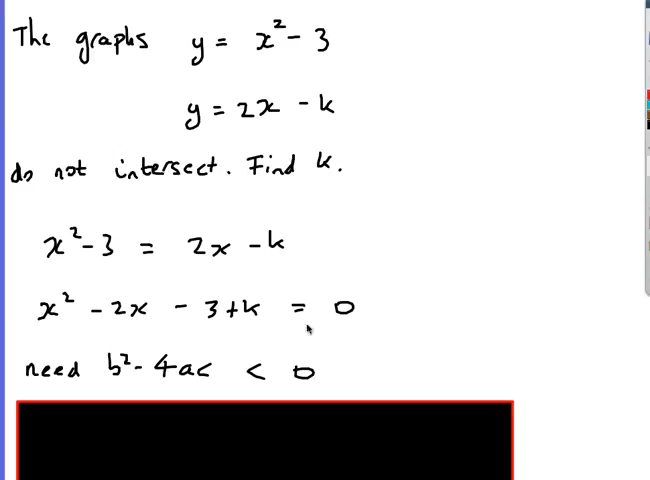 The graphs y = x² - 3
y = 2x - k
do not intersect. Find k.
x² - 3 = 2x - k
x² - 2x - 3 + k = 0
need b² - 4ac < 0